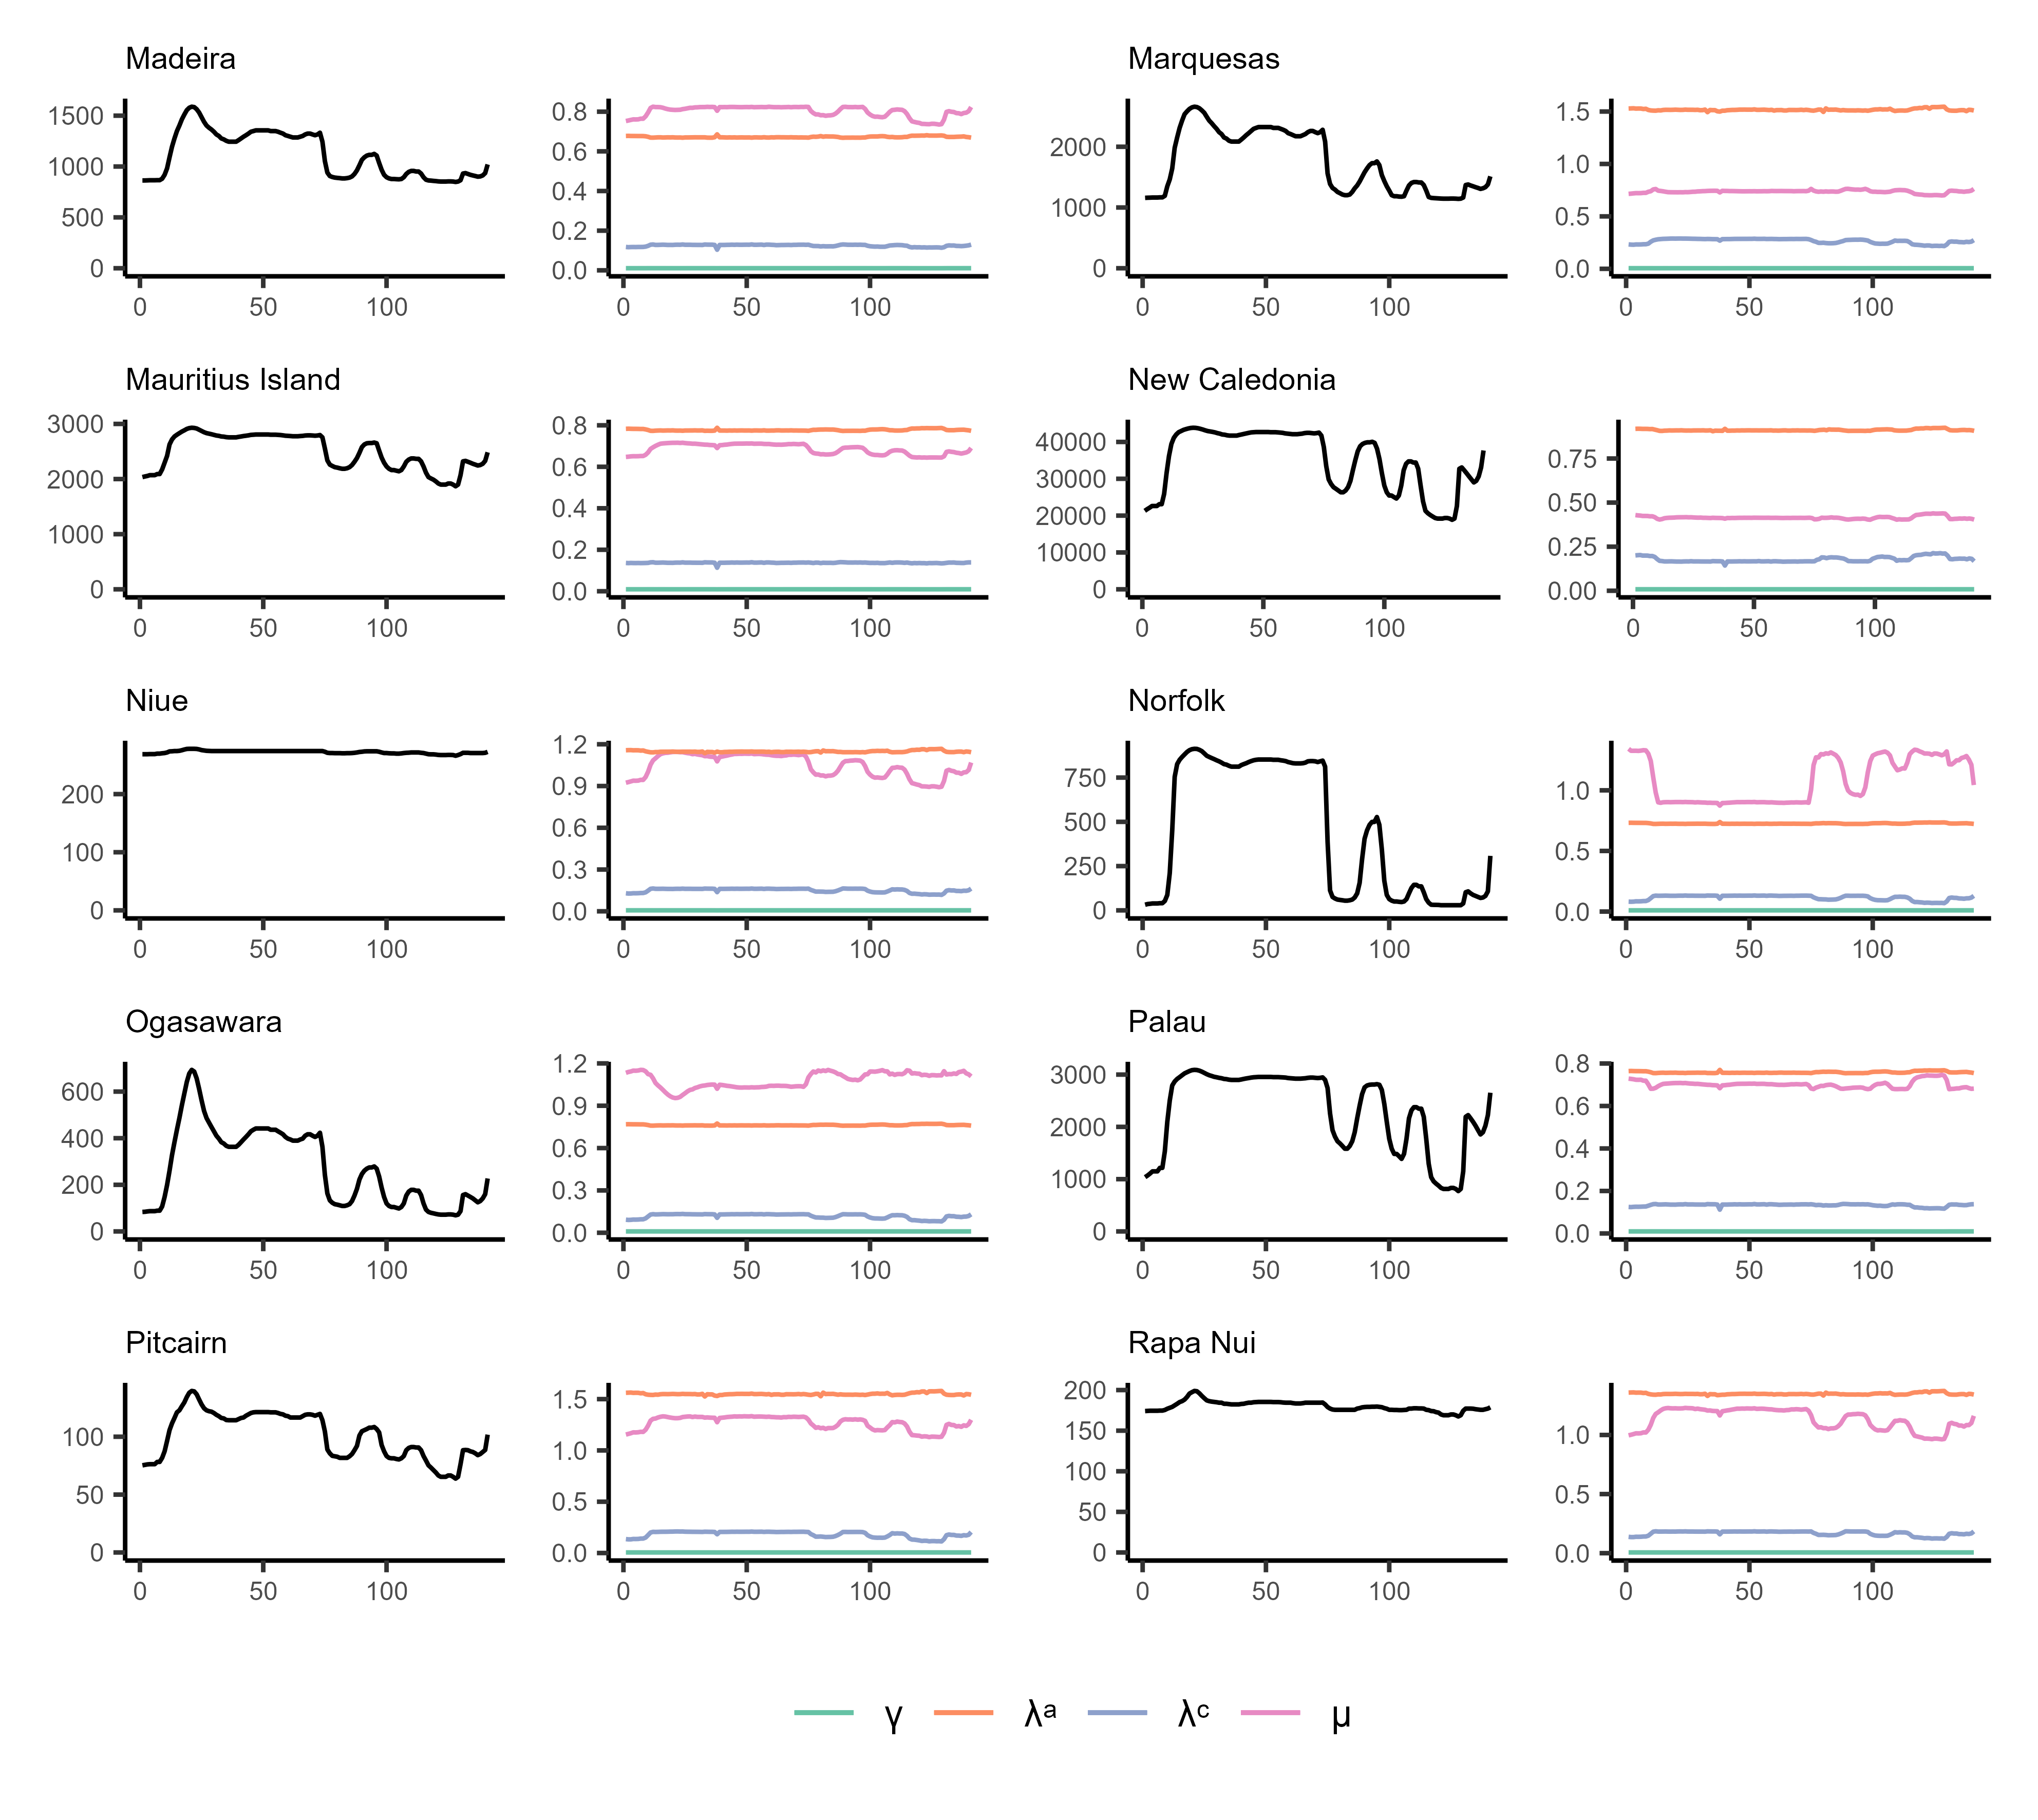 Madeira
Marquesas
1500
1000
500
0
0 50 100
0.8
0.6
0.4
0.2
0.0
0 50 100
2000
1000
0
0 50 100
1.5
1.0
0.5
0.0
0 50 100
Mauritius Island
New Caledonia
3000
2000
1000
0
0 50 100
0.8
0.6
0.4
0.2
0.0
0 50 100
40000
30000
20000
10000
0
0 50 100
0.75
0.50
0.25
0.00
0 50 100
Niue
Norfolk
200
100
0
0 50 100
1.2
0.9
0.6
0.3
0.0
0 50 100
750
500
250
0
0 50 100
1.0
0.5
0.0
0 50 100
Ogasawara
Palau
600
400
200
0
0 50 100
1.2
0.9
0.6
0.3
0.0
0 50 100
3000
2000
1000
0
0 50 100
0.8
0.6
0.4
0.2
0.0
0 50 100
Pitcairn
Rapa Nui
100
50
0
0 50 100
1.5
1.0
0.5
0.0
0 50 100
200
150
100
50
0
0 50 100
1.0
0.5
0.0
0 50 100
γ λᵃ λᶜ μ